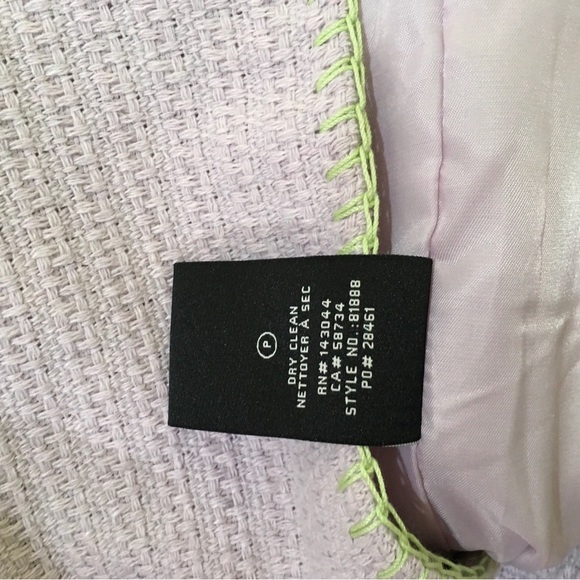 P
DRY CLEAN
NETTOYER À SEC
RN# 143044
CA# 58734
STYLE NO.:81888
PO# 28461